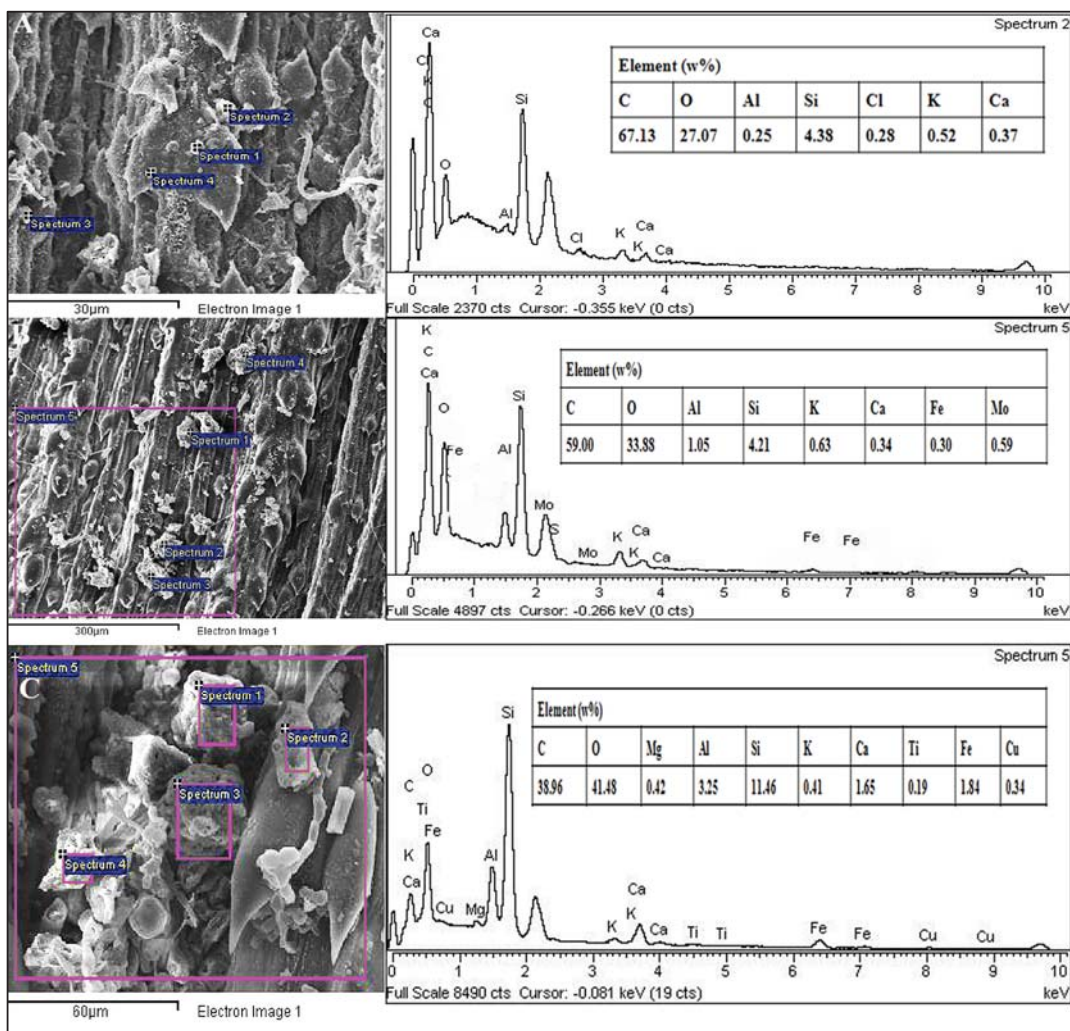 A
Spectrum 2
Spectrum 1
Spectrum 4
Spectrum 3
30µm Electron Image 1
Spectrum 2
Ca
Cl
K
C
O
Al
Si
Cl
K
Ca
K
Ca
Element (w%)
C O Al Si Cl K Ca
67.13 27.07 0.25 4.38 0.28 0.52 0.37
0 1 2 3 4 5 6 7 8 9 10
Full Scale 2370 cts Cursor: -0.355 keV (0 cts) keV
Spectrum 4
Spectrum 5
Spectrum 1
Spectrum 2
Spectrum 3
300µm Electron Image 1
Spectrum 5
K
C
Ca
O
Fe
Al
Si
Mo
S
Mo
K
Ca
K
Ca
Fe
Fe
Element (w%)
C O Al Si K Ca Fe Mo
59.00 33.88 1.05 4.21 0.63 0.34 0.30 0.59
0 1 2 3 4 5 6 7 8 9 10
Full Scale 4897 cts Cursor: -0.266 keV (0 cts) keV
Spectrum 5
C
Spectrum 1
Spectrum 2
Spectrum 3
Spectrum 4
60µm Electron Image 1
Spectrum 5
C
O
Ti
Fe
K
Ca
Cu
Mg
Al
Si
K
Ca
K
Ca
Ti
Ti
Fe
Fe
Cu
Cu
Element (w%)
C O Mg Al Si K Ca Ti Fe Cu
38.96 41.48 0.42 3.25 11.46 0.41 1.65 0.19 1.84 0.34
0 1 2 3 4 5 6 7 8 9 10
Full Scale 8490 cts Cursor: -0.081 keV (19 cts) keV